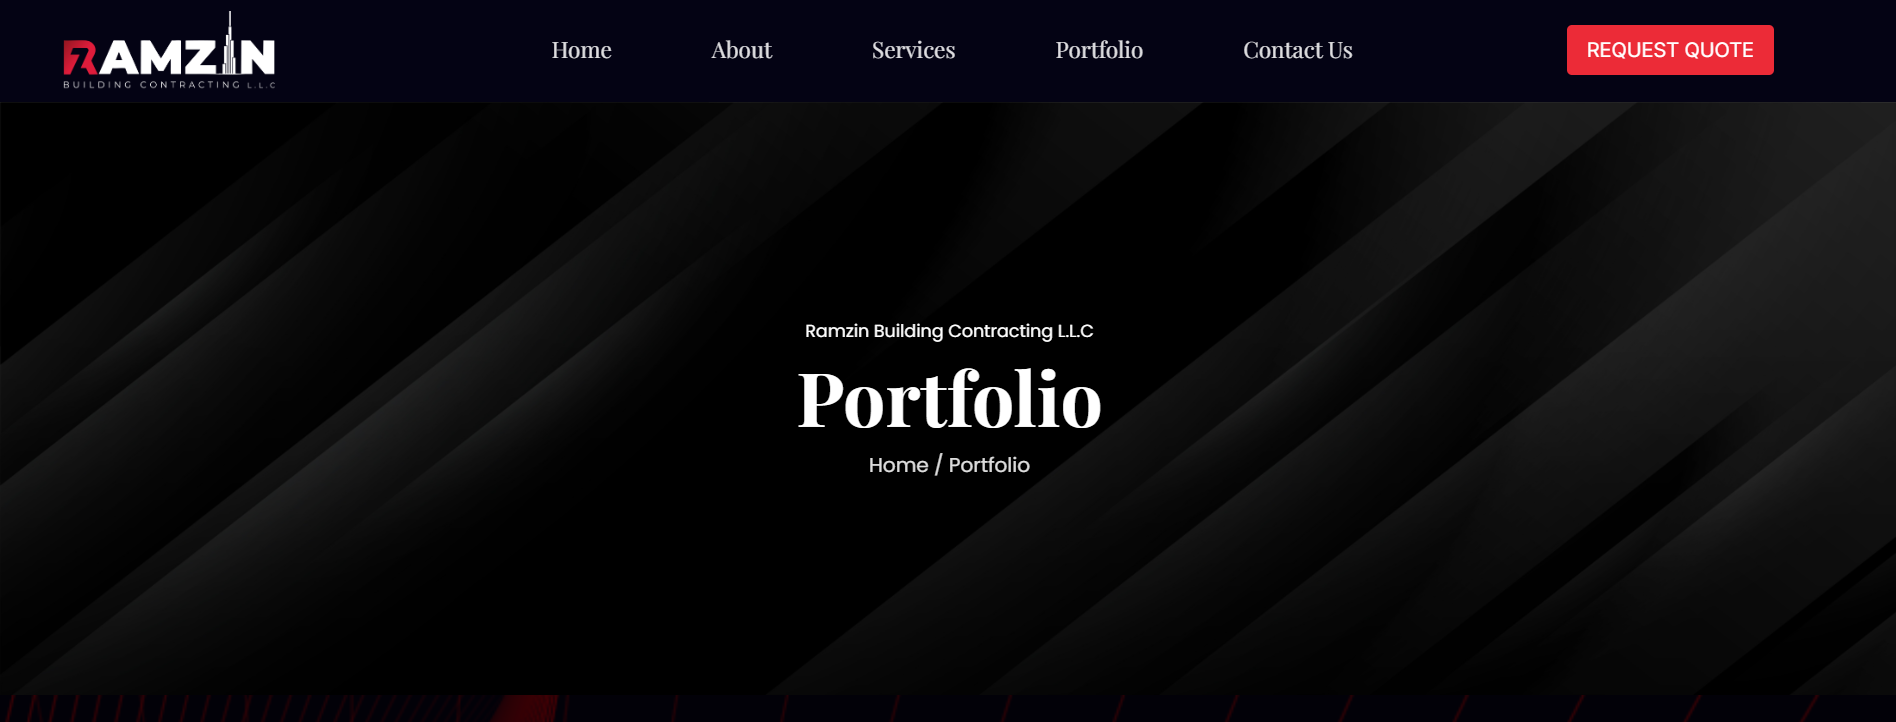 RAMZIN
BUILDING CONTRACTING L.L.C
Home
About
Services
Portfolio
Contact Us
REQUEST QUOTE
Ramzin Building Contracting L.L.C
Portfolio
Home / Portfolio